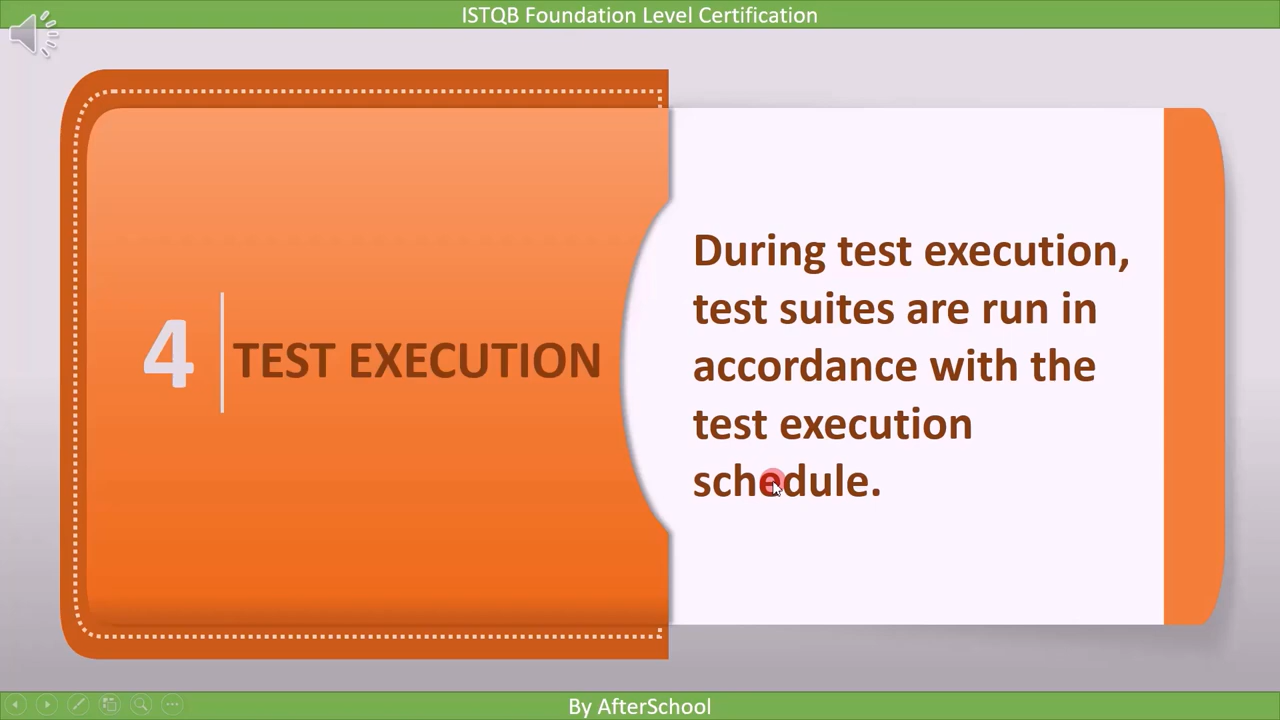 ISTQB Foundation Level Certification
4
TEST EXECUTION
During test execution,
test suites are run in
accordance with the
test execution
schedule.
By AfterSchool